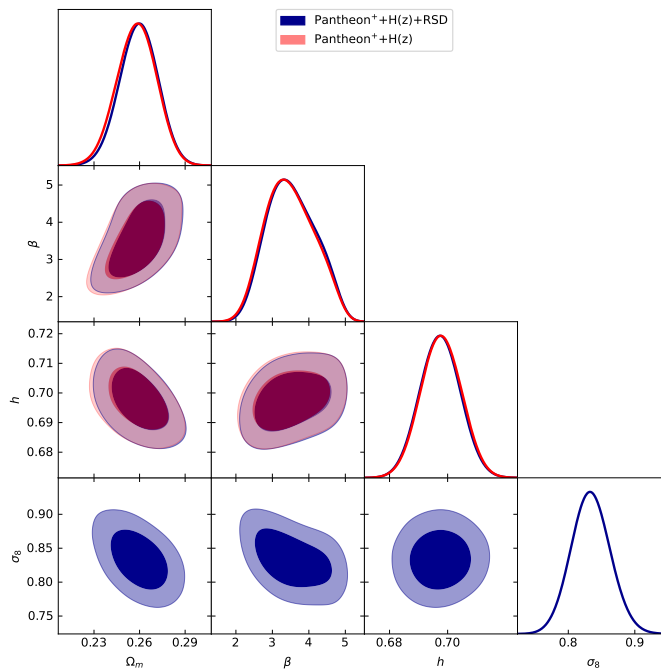 Pantheon⁺+H(z)+RSD
Pantheon⁺+H(z)
5
4
3
2
β
0.72
0.71
0.70
0.69
0.68
h
0.90
0.85
0.80
0.75
σ₈
0.23 0.26 0.29
2 3 4 5
0.68 0.70
0.8 0.9
Ωₘ
β
h
σ₈